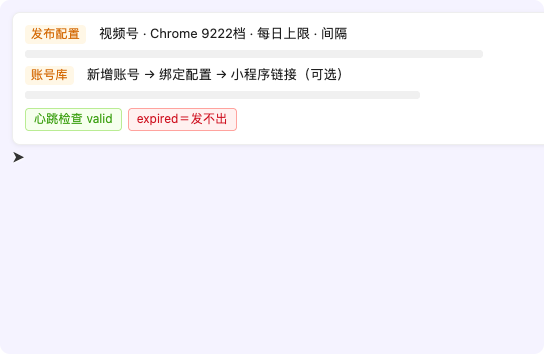 发布配置 视频号 · Chrome 9222档 · 每日上限 · 间隔
账号库 新增账号 → 绑定配置 → 小程序链接（可选）
心跳检查 valid expired＝发不出